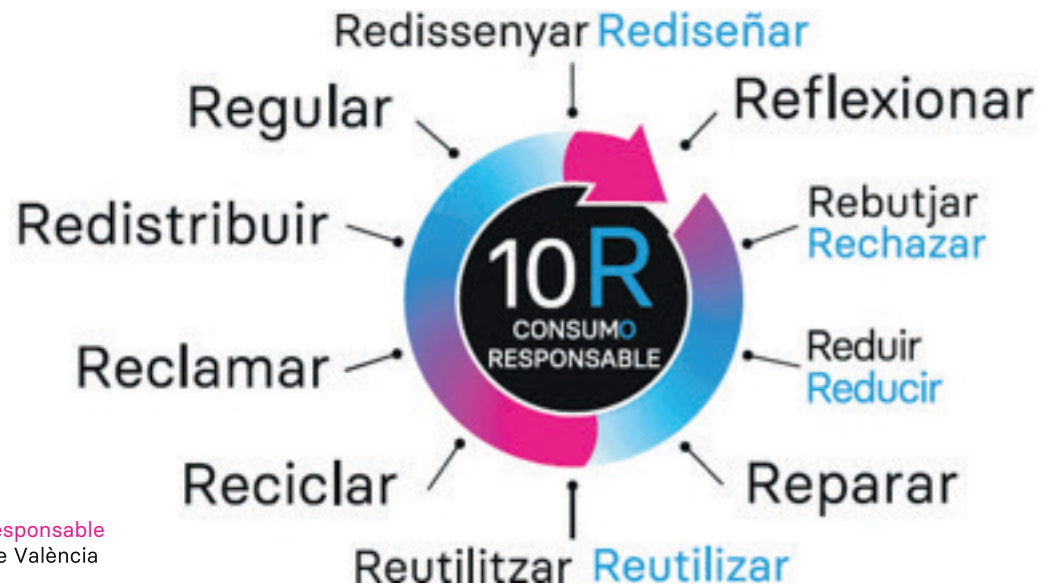 Redissenyar Rediseñar
Reflexionar
Rebutjar
Rechazar
Reduir
Reducir
Reparar
Reutilitzar Reutilizar
Reciclar
Reclamar
Redistribuir
Regular
10R
CONSUMO
RESPONSABLE
esponsable
e València